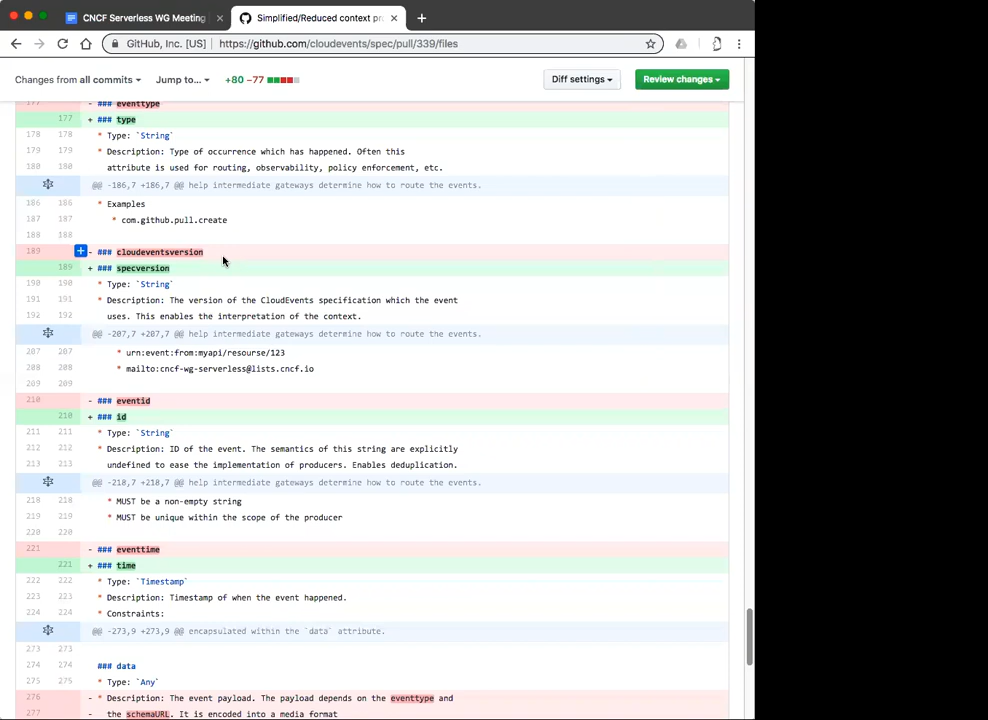 CNCF Serverless WG Meeting
Simplified/Reduced context pr
GitHub, Inc. [US] https://github.com/cloudevents/spec/pull/339/files
Changes from all commits Jump to... +80 −77 Diff settings Review changes
177 - ### eventtype
177 + ### type
178 178 * Type: `String`
179 179 * Description: Type of occurrence which has happened. Often this
180 180 attribute is used for routing, observability, policy enforcement, etc.
@@ -186,7 +186,7 @@ help intermediate gateways determine how to route the events.
186 186 * Examples
187 187 * com.github.pull.create
188 188
189 - ### cloudeventsversion
189 + ### specversion
190 190 * Type: `String`
191 191 * Description: The version of the CloudEvents specification which the event
192 192 uses. This enables the interpretation of the context.
@@ -207,7 +207,7 @@ help intermediate gateways determine how to route the events.
207 207 * urn:event:from:myapi/resourse/123
208 208 * mailto:cncf-wg-serverless@lists.cncf.io
209 209
210 - ### eventid
210 + ### id
211 211 * Type: `String`
212 212 * Description: ID of the event. The semantics of this string are explicitly
213 213 undefined to ease the implementation of producers. Enables deduplication.
@@ -218,7 +218,7 @@ help intermediate gateways determine how to route the events.
218 218 * MUST be a non-empty string
219 219 * MUST be unique within the scope of the producer
220 220
221 - ### eventtime
221 + ### time
222 222 * Type: `Timestamp`
223 223 * Description: Timestamp of when the event happened.
224 224 * Constraints:
@@ -273,9 +273,9 @@ encapsulated within the `data` attribute.
273 273
274 274 ### data
275 275 * Type: `Any`
276 - * Description: The event payload. The payload depends on the eventtype and
277 - the schemaURL. It is encoded into a media format